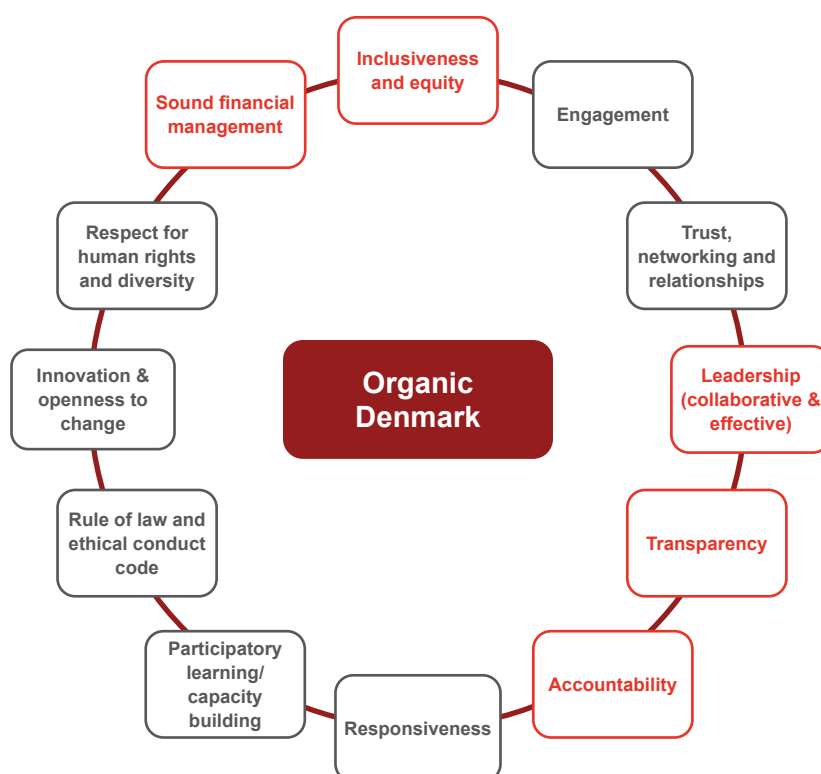 Inclusiveness
and equity
Engagement
Trust,
networking and
relationships
Leadership
(collaborative &
effective)
Transparency
Accountability
Responsiveness
Participatory
learning/
capacity
building
Rule of law and
ethical conduct
code
Innovation &
openness to
change
Respect for
human rights
and diversity
Sound financial
management
Organic
Denmark